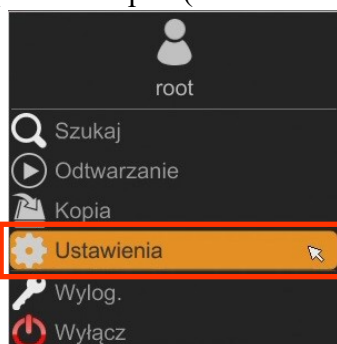 root
Szukaj
Odtwarzanie
Kopia
Ustawienia
Wylog.
Wyłącz